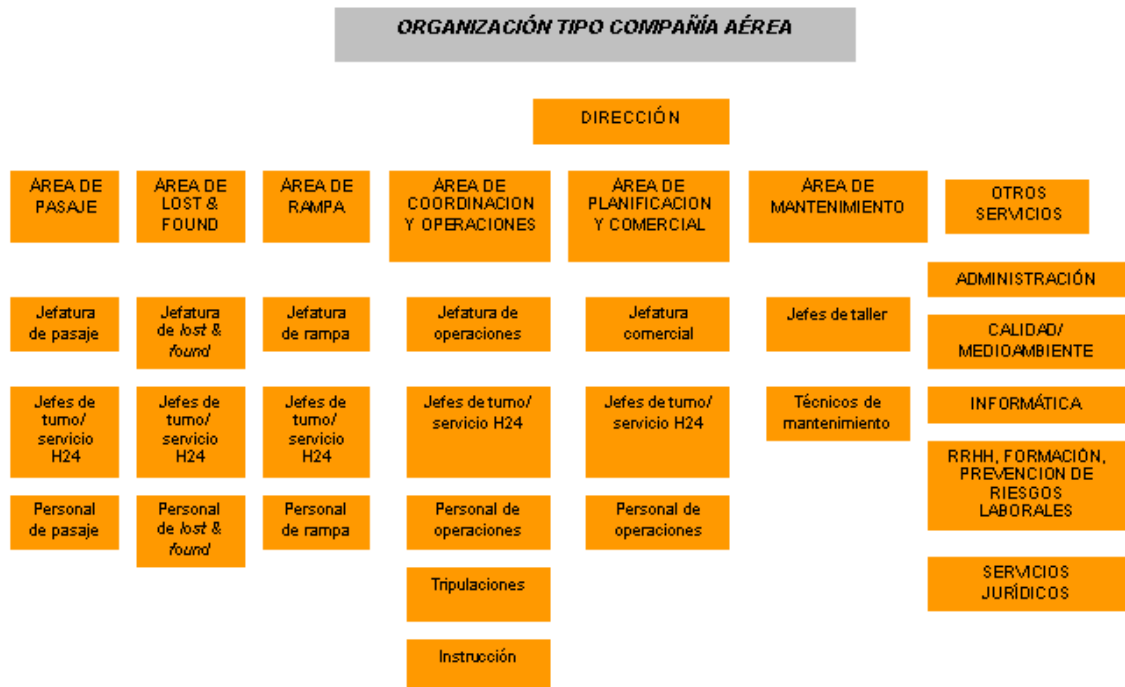 ORGANIZACIÓN TIPO COMPAÑÍA AÉREA
DIRECCIÓN
ÁREA DE
PASAJE
ÁREA DE
LOST &
FOUND
ÁREA DE
RAMPA
ÁREA DE
COORDINACION
Y OPERACIONES
ÁREA DE
PLANIFICACION
Y COMERCIAL
ÁREA DE
MANTENIMIENTO
OTROS
SERVICIOS
Jefatura
de pasaje
Jefatura
de lost &
found
Jefatura
de rampa
Jefatura de
operaciones
Jefatura
comercial
Jefes de taller
ADMINISTRACIÓN
CALIDAD/
MEDIOAMBIENTE
Jefes de
turno/
servicio
H24
Jefes de
turno/
servicio
H24
Jefes de
turno/
servicio
H24
Jefes de turno/
servicio H24
Jefes de turno/
servicio H24
Técnicos de
mantenimiento
INFORMÁTICA
RRHH, FORMACIÓN,
PREVENCION DE
RIESGOS
LABORALES
Personal
de pasaje
Personal
de lost &
found
Personal
de rampa
Personal de
operaciones
Personal de
operaciones
SERVICIOS
JURÍDICOS
Tripulaciones
Instrucción